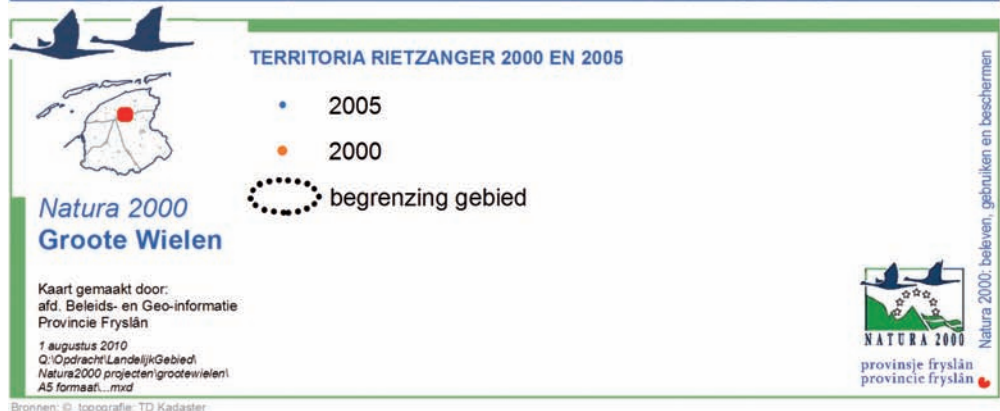 TERRITORIA RIETZANGER 2000 EN 2005
2005
2000
begrenzing gebied
Natura 2000
Groote Wielen
Kaart gemaakt door:
afd. Beleids- en Geo-informatie
Provincie Fryslân
1 augustus 2010
Q:\Opdracht\LandelijkGebied\
Natura2000 projecten\grootewielen\
A5 formaat\...mxd
Bronnen: © topografie: TD Kadaster
NATURA 2000
provinsje fryslân
provincie fryslân
Natura 2000: beleven, gebruiken en beschermen